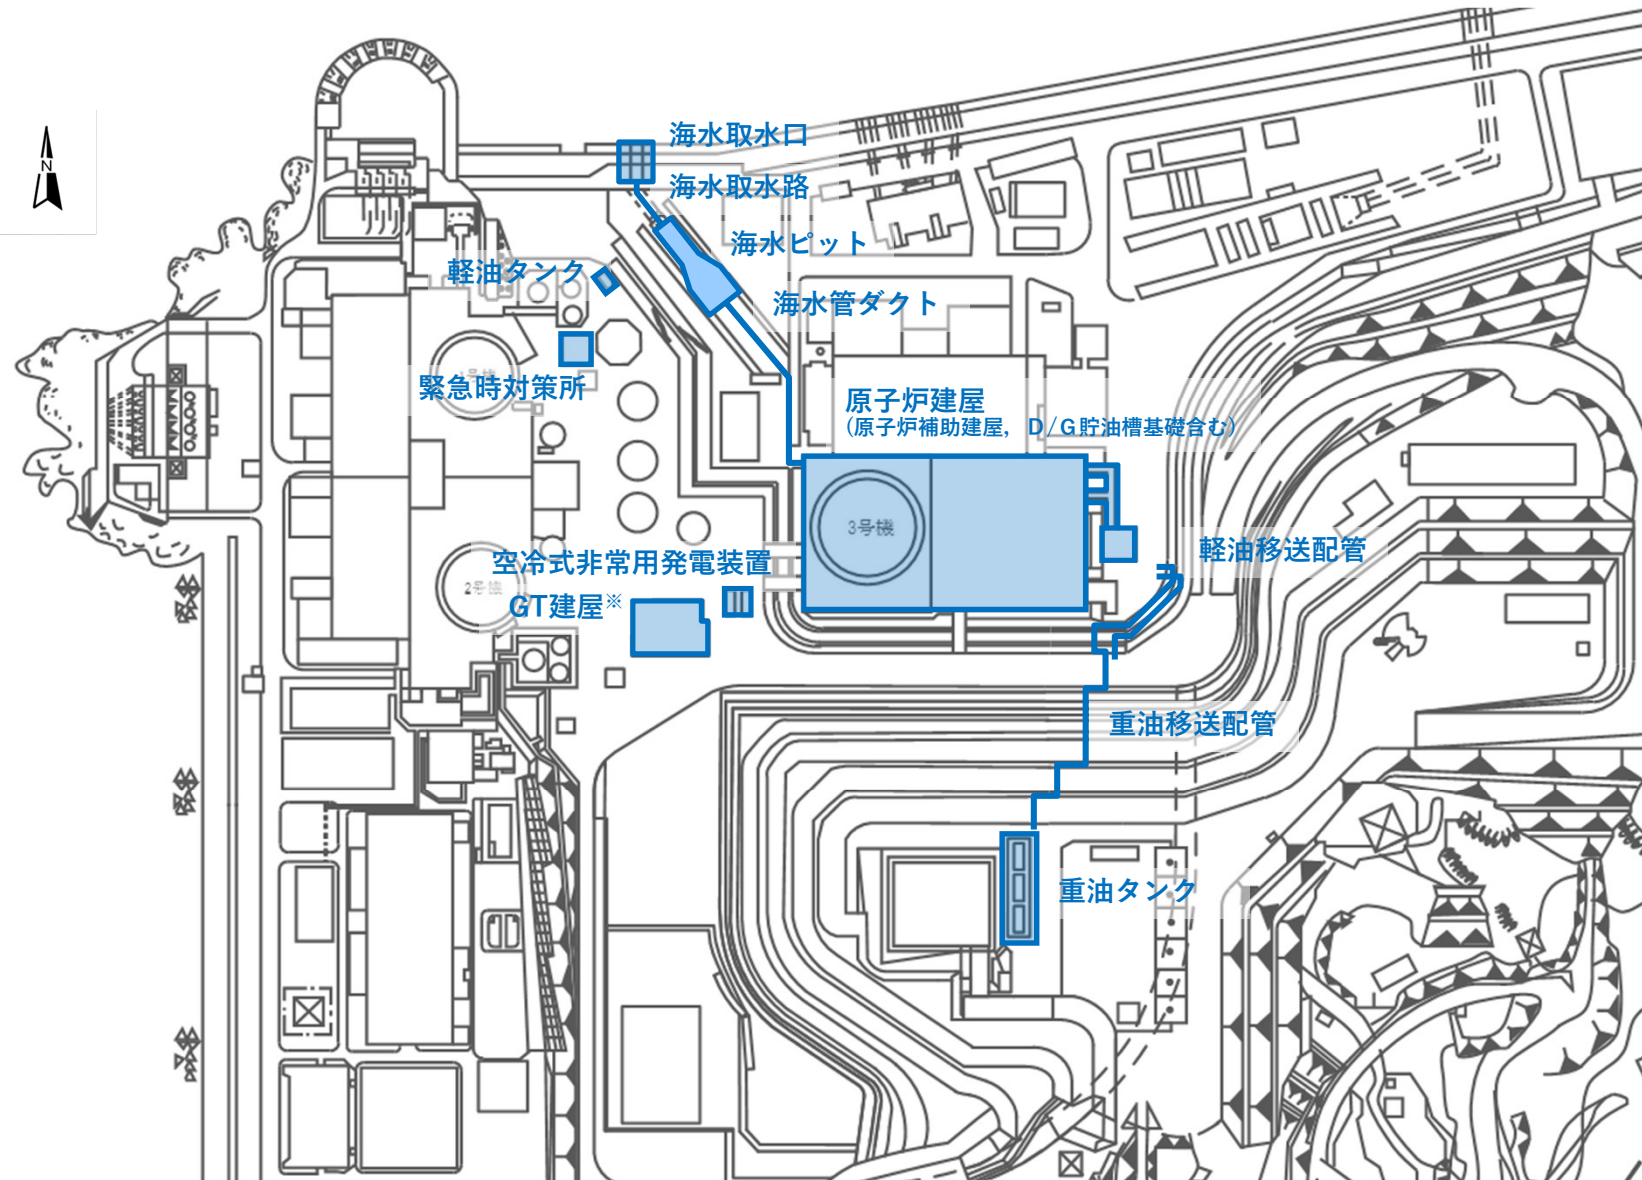 N
海水取水口
海水取水路
海水ピット
軽油タンク
海水管ダクト
1号機
緊急時対策所
原子炉建屋
(原子炉補助建屋, D/G貯油槽基礎含む)
3号機
軽油移送配管
空冷式非常用発電装置
2号機
GT建屋※
重油移送配管
重油タンク